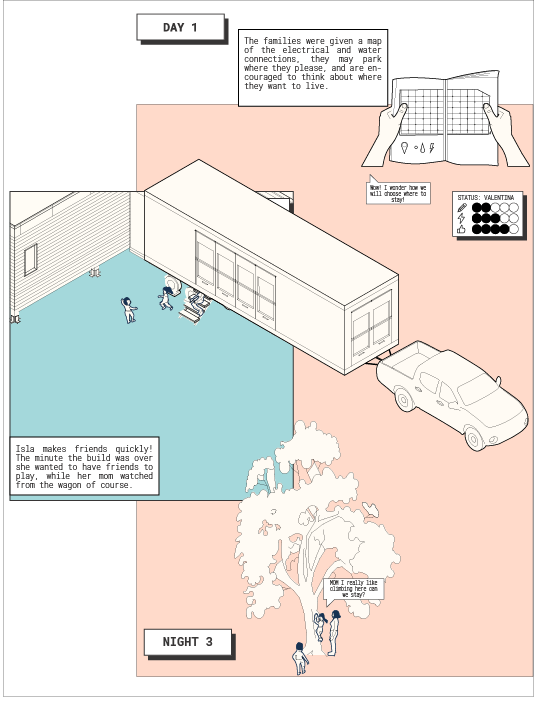 DAY 1
The families were given a map
of the electrical and water
connections, they may park
where they please, and are en-
couraged to think about where
they want to live.
Mom! I wonder how we
will choose where to
stay!
STATUS: VALENTINA
Isla makes friends quickly!
The minute the build was over
she wanted to have friends to
play, while her mom watched
from the wagon of course.
MOM I really like
climbing here can
we stay?
NIGHT 3